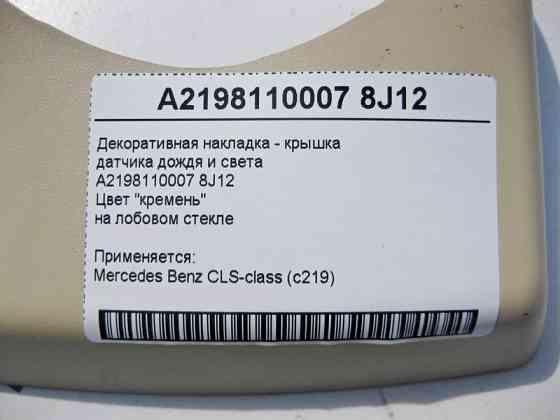 A2198110007 8J12
Декоративная накладка - крышка
датчика дождя и света
A2198110007 8J12
Цвет "кремень"
на лобовом стекле
Применяется:
Mercedes Benz CLS-class (c219)